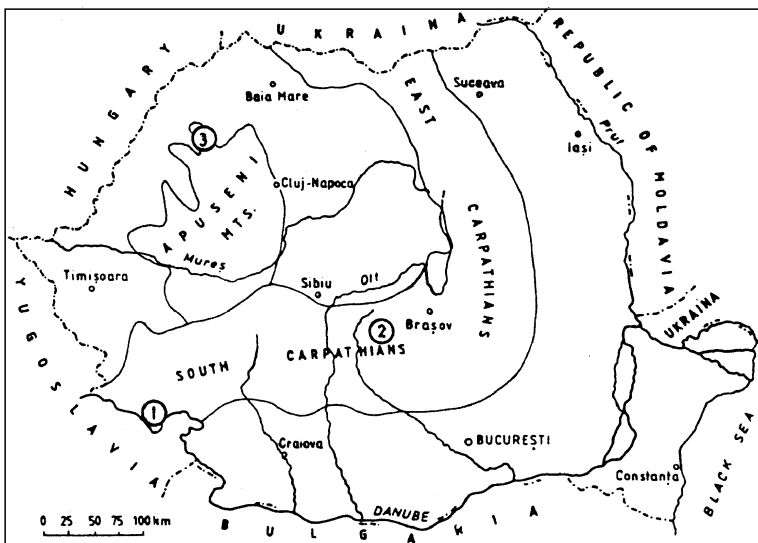 UKRAINA
REPUBLIC OF MOLDAVIA
HUNGARY
Suceava
Baia Mare
EAST
CARPATHIANS
Prut
Iași
3
Cluj-Napoca
APUSENI
MTS.
Mureș
Timișoara
Sibiu
Olt
UKRAINA
YUGOSLAVIA
2
Brașov
SOUTH
CARPATHIANS
1
BUCUREȘTI
Craiova
Constanța
BLACK SEA
DANUBE
BULGARIA
0 25 50 75 100 km